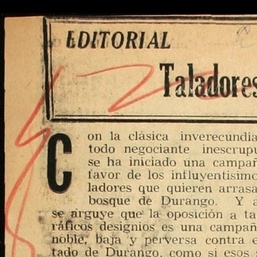 EDITORIAL
Taladores
Con la clásica inverecundia
todo negociante inescrupu
se ha iniciado una campañ
favor de los influyentísimo
ladores que quieren arrasa
bosque de Durango. Y a
se arguye que la oposición a ta
ráficos designios es una campañ
noble, baja y perversa contra e
tado de Durango, como si esos